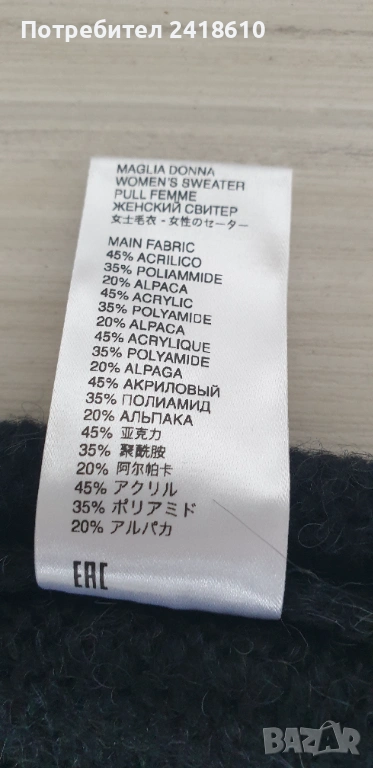 Потребител 2418610
MAGLIA DONNA
WOMEN'S SWEATER
PULL FEMME
ЖЕНСКИЙ СВИТЕР
女士毛衣 - 女性のセーター
MAIN FABRIC
45% ACRILICO
35% POLIAMMIDE
20% ALPACA
45% ACRYLIC
35% POLYAMIDE
20% ALPACA
45% ACRYLIQUE
35% POLYAMIDE
20% ALPAGA
45% АКРИЛОВЫЙ
35% ПОЛИАМИД
20% АЛЬПАКА
45% 亚克力
35% 聚酰胺
20% 阿尔帕卡
45% アクリル
35% ポリアミド
20% アルパカ
EAC
BAZAR